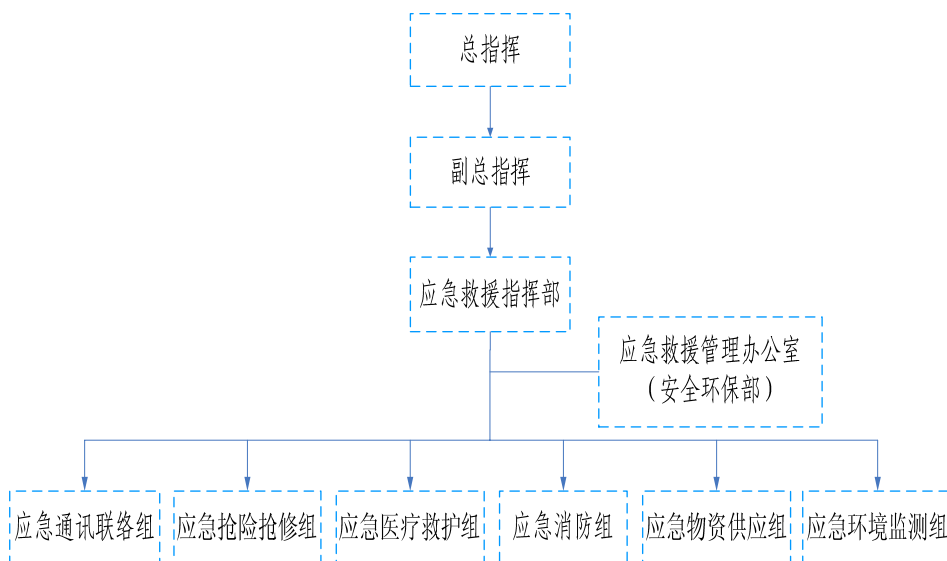 总指挥
副总指挥
应急救援指挥部
应急救援管理办公室
（安全环保部）
应急通讯联络组
应急抢险抢修组
应急医疗救护组
应急消防组
应急物资供应组
应急环境监测组